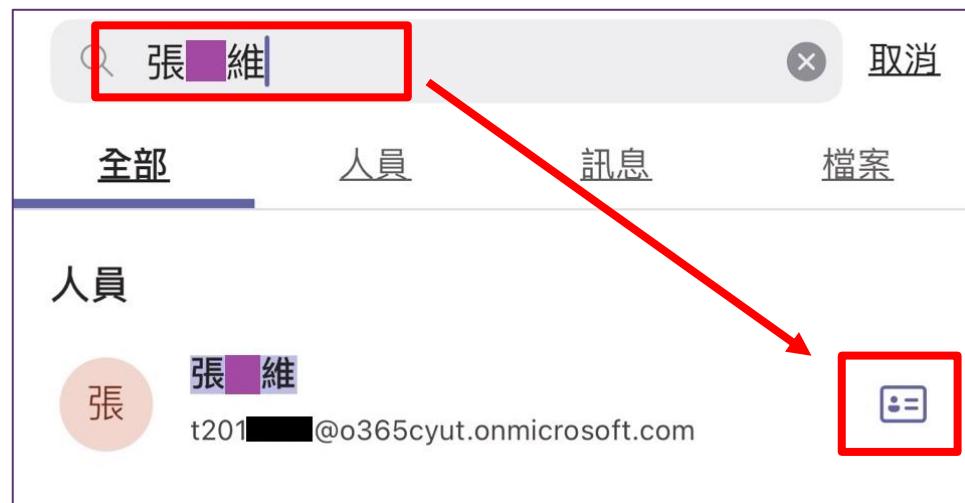 張 維
取消
全部 人員 訊息 檔案
人員
張
張 維
t201 @o365cyut.onmicrosoft.com